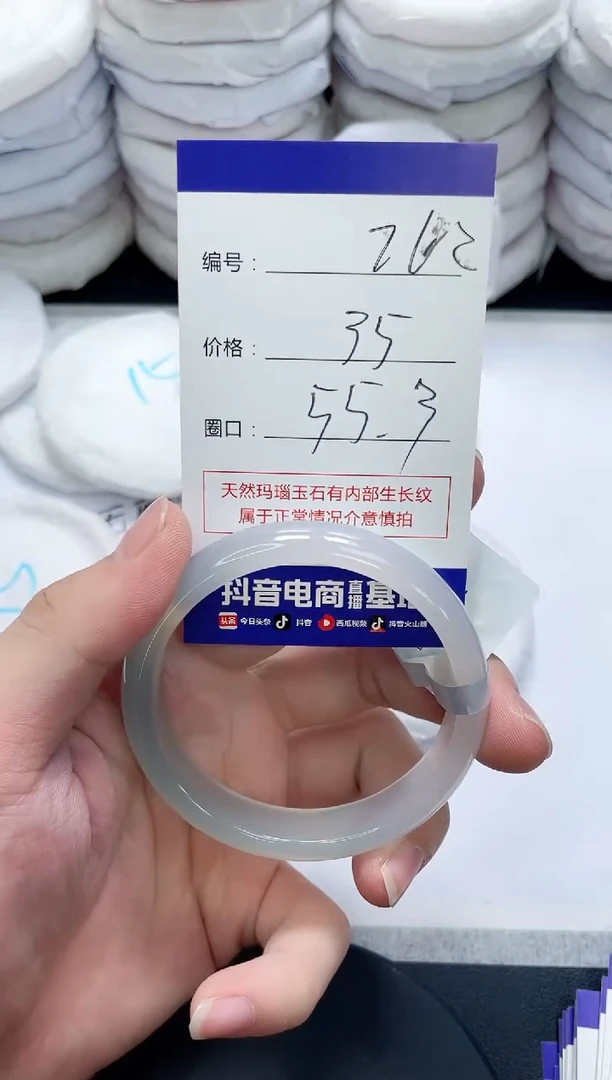 编号：
价格：35
圈口：55.3
天然玛瑙玉石有内部生长纹
属于正常情况介意慎拍
抖音电商直播基地
头条 今日头条 抖音 西瓜视频 抖音火山版